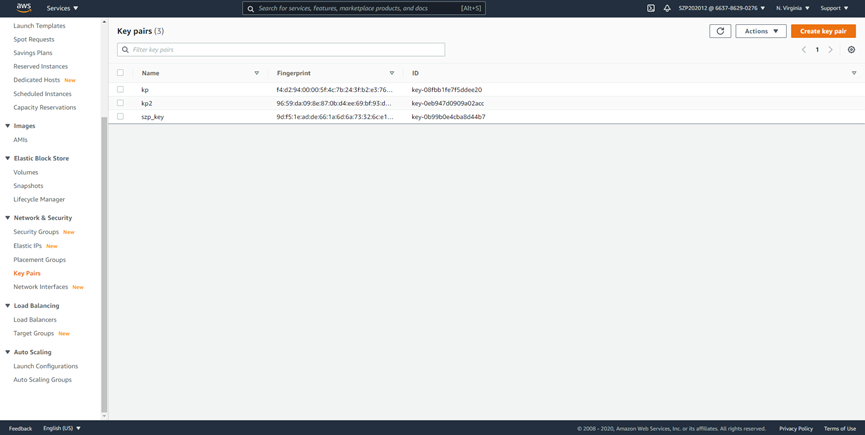 aws Services Search for services, features, marketplace products, and docs [Alt+S] SZP202012 @ 6637-8629-0276 N. Virginia Support
Launch Templates
Spot Requests
Savings Plans
Reserved Instances
Dedicated Hosts New
Scheduled Instances
Capacity Reservations
Images
AMIs
Elastic Block Store
Volumes
Snapshots
Lifecycle Manager
Network & Security
Security Groups New
Elastic IPs New
Placement Groups
Key Pairs
Network Interfaces New
Load Balancing
Load Balancers
Target Groups New
Auto Scaling
Launch Configurations
Auto Scaling Groups
Key pairs (3) Actions Create key pair
Filter key pairs 1
Name Fingerprint ID
kp f4:d2:94:00:00:5f:4c:7b:24:3f:b2:e3:76... key-08fbb1fe7f5ddee20
kp2 96:59:da:09:8e:87:0b:d4:ee:69:bf:93:d... key-0eb947d0909a02acc
szp_key 9d:f5:1e:ad:de:66:1a:6d:6a:73:32:6c:e1... key-0b99b0e4cba8d44b7
Feedback English (US) © 2008 - 2020, Amazon Web Services, Inc. or its affiliates. All rights reserved. Privacy Policy Terms of Use